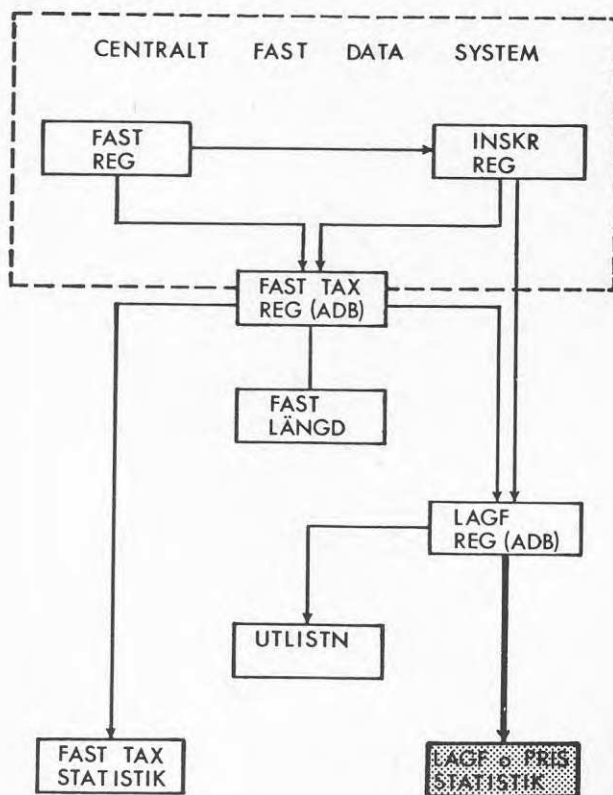 CENTRALT FAST DATA SYSTEM
FAST
REG
INSKR
REG
FAST TAX
REG (ADB)
FAST
LÄNGD
LAGF
REG (ADB)
UTLISTN
FAST TAX
STATISTIK
LAGF o PRIS
STATISTIK